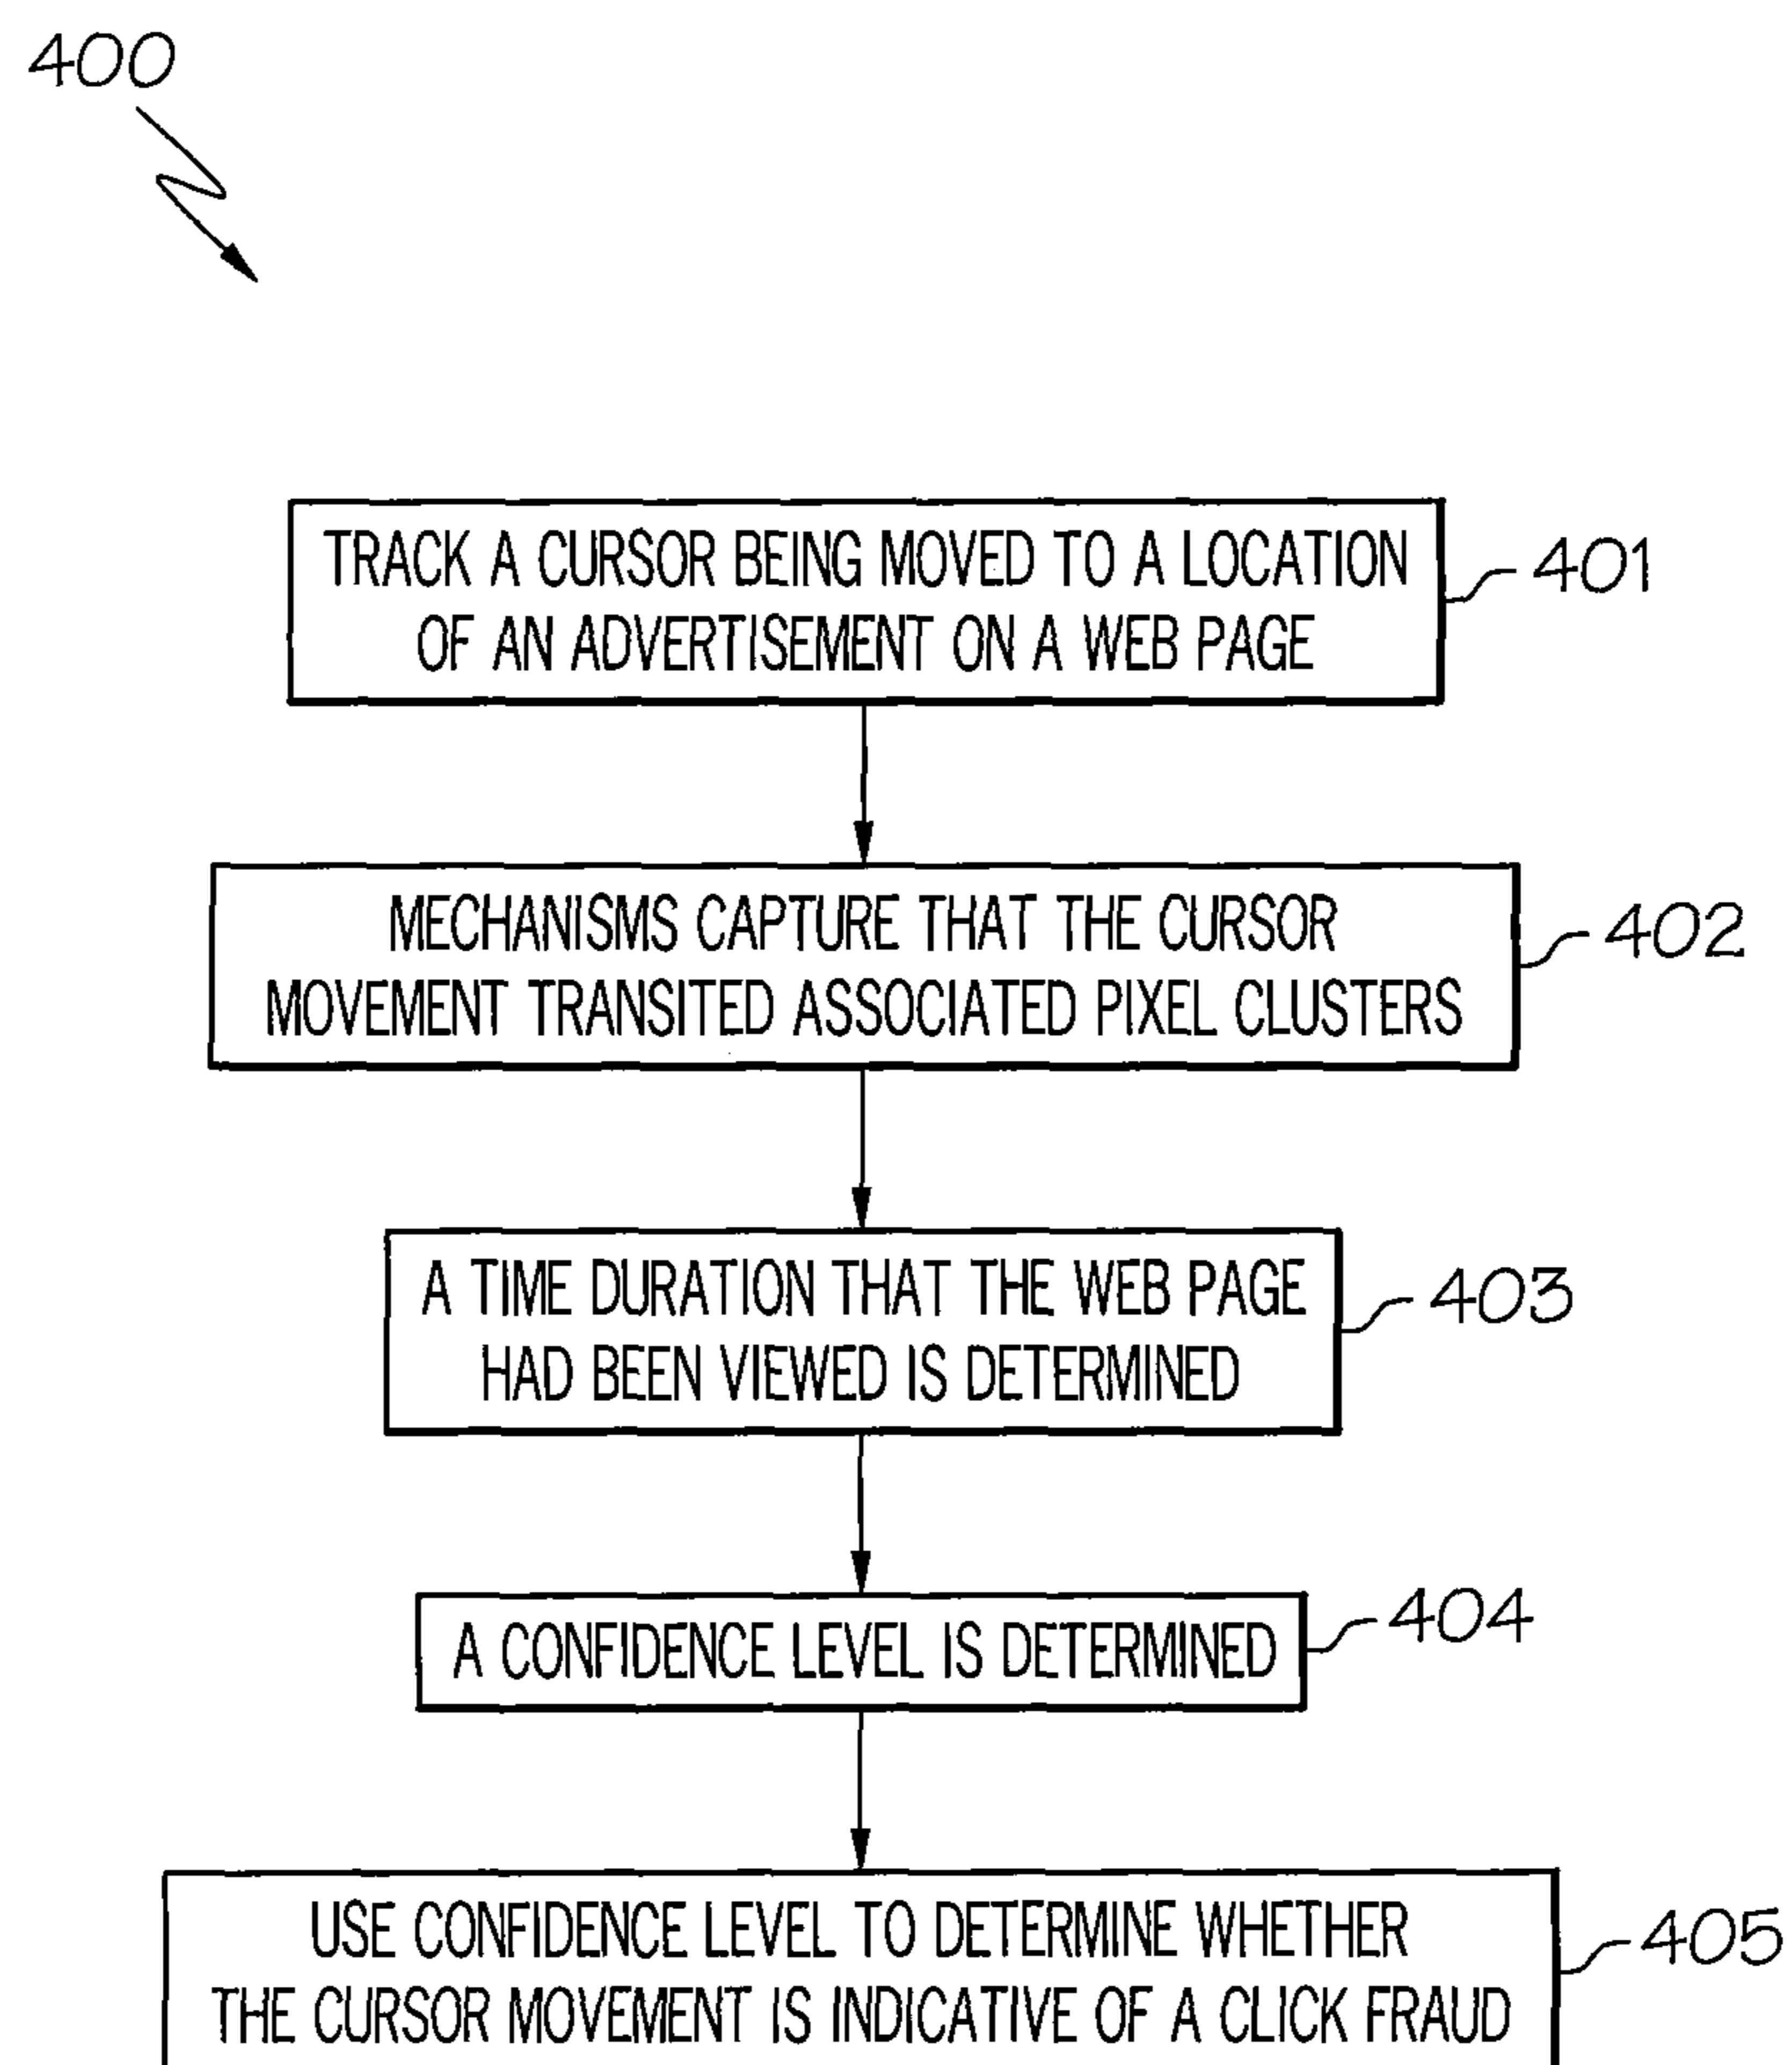 400
TRACK A CURSOR BEING MOVED TO A LOCATION
OF AN ADVERTISEMENT ON A WEB PAGE
401
MECHANISMS CAPTURE THAT THE CURSOR
MOVEMENT TRANSITED ASSOCIATED PIXEL CLUSTERS
402
A TIME DURATION THAT THE WEB PAGE
HAD BEEN VIEWED IS DETERMINED
403
A CONFIDENCE LEVEL IS DETERMINED
404
USE CONFIDENCE LEVEL TO DETERMINE WHETHER
THE CURSOR MOVEMENT IS INDICATIVE OF A CLICK FRAUD
405